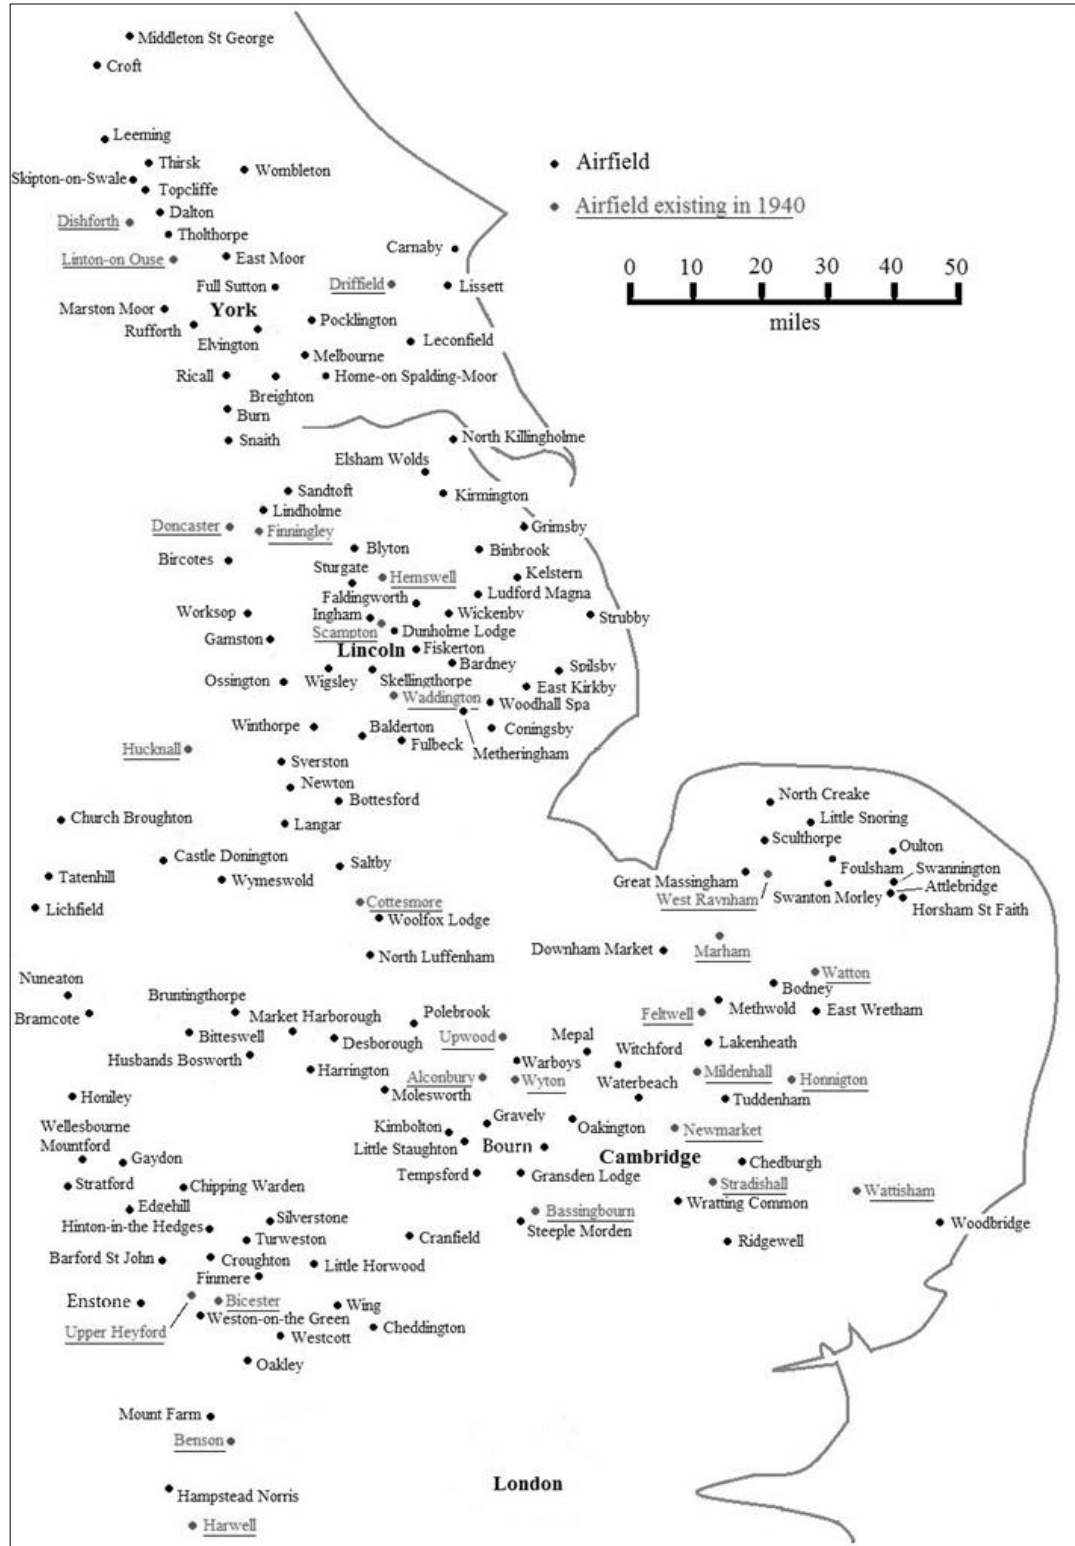 Middleton St George
Croft
Leeming
Thirsk
Wombleton
Airfield
Skipton-on-Swale
Topcliffe
Airfield existing in 1940
Dalton
Dishforth
Tholthorpe
Carnaby
Linton-on Ouse
East Moor
0 10 20 30 40 50
Full Sutton
Driffield
Lissett
Marston Moor
York
miles
Rufforth
Pocklington
Elvington
Leconfield
Melbourne
Ricall
Home-on Spalding-Moor
Breighton
Burn
Snaith
North Killingholme
Elsham Wolds
Sandtoft
Kirmington
Lindholme
Doncaster
Finningley
Grimsby
Blyton
Binbrook
Bircotes
Sturgate
Hemswell
Kelstern
Faldingworth
Ludford Magna
Worksop
Ingham
Wickenby
Strubby
Scampton
Dunholme Lodge
Gamston
Lincoln
Fiskerton
Bardney
Spilsby
Ossington
Wigsley
Skellingthorpe
East Kirkby
Waddington
Woodhall Spa
Winthorpe
Balderton
Coningsby
Fulbeck
Metheringham
Hucknall
Sverston
Newton
Bottesford
North Creake
Church Broughton
Langar
Little Snoring
Sculthorpe
Oulton
Castle Donington
Saltby
Foulsham
Swannington
Tatenhill
Wymeswold
Great Massingham
Attlebridge
West Raynham
Swanton Morley
Lichfield
Cottesmore
Horsham St Faith
Woolfox Lodge
North Luffenham
Downham Market
Marham
Nuneaton
Watton
Bodney
Bruntingthorpe
Bramcote
Market Harborough
Polebrook
Feltwell
Methwold
East Wretham
Bitteswell
Desborough
Upwood
Mepal
Lakenheath
Husbands Bosworth
Warboys
Witchford
Harrington
Alconbury
Wyton
Waterbeach
Mildenhall
Honnigton
Honiley
Molesworth
Tuddenham
Wellesbourne
Mountford
Kimbolton
Gravely
Oakington
Newmarket
Little Staughton
Bourn
Cambridge
Gaydon
Chedburgh
Tempsford
Gransden Lodge
Stratford
Chipping Warden
Stradishall
Wattisham
Edgehill
Wratting Common
Bassingbourn
Hinton-in-the Hedges
Silverstone
Steeple Morden
Woodbridge
Turweston
Cranfield
Ridgewell
Barford St John
Croughton
Little Horwood
Finmere
Enstone
Bicester
Wing
Weston-on-the Green
Cheddington
Upper Heyford
Westcott
Oakley
Mount Farm
Benson
London
Hampstead Norris
Harwell